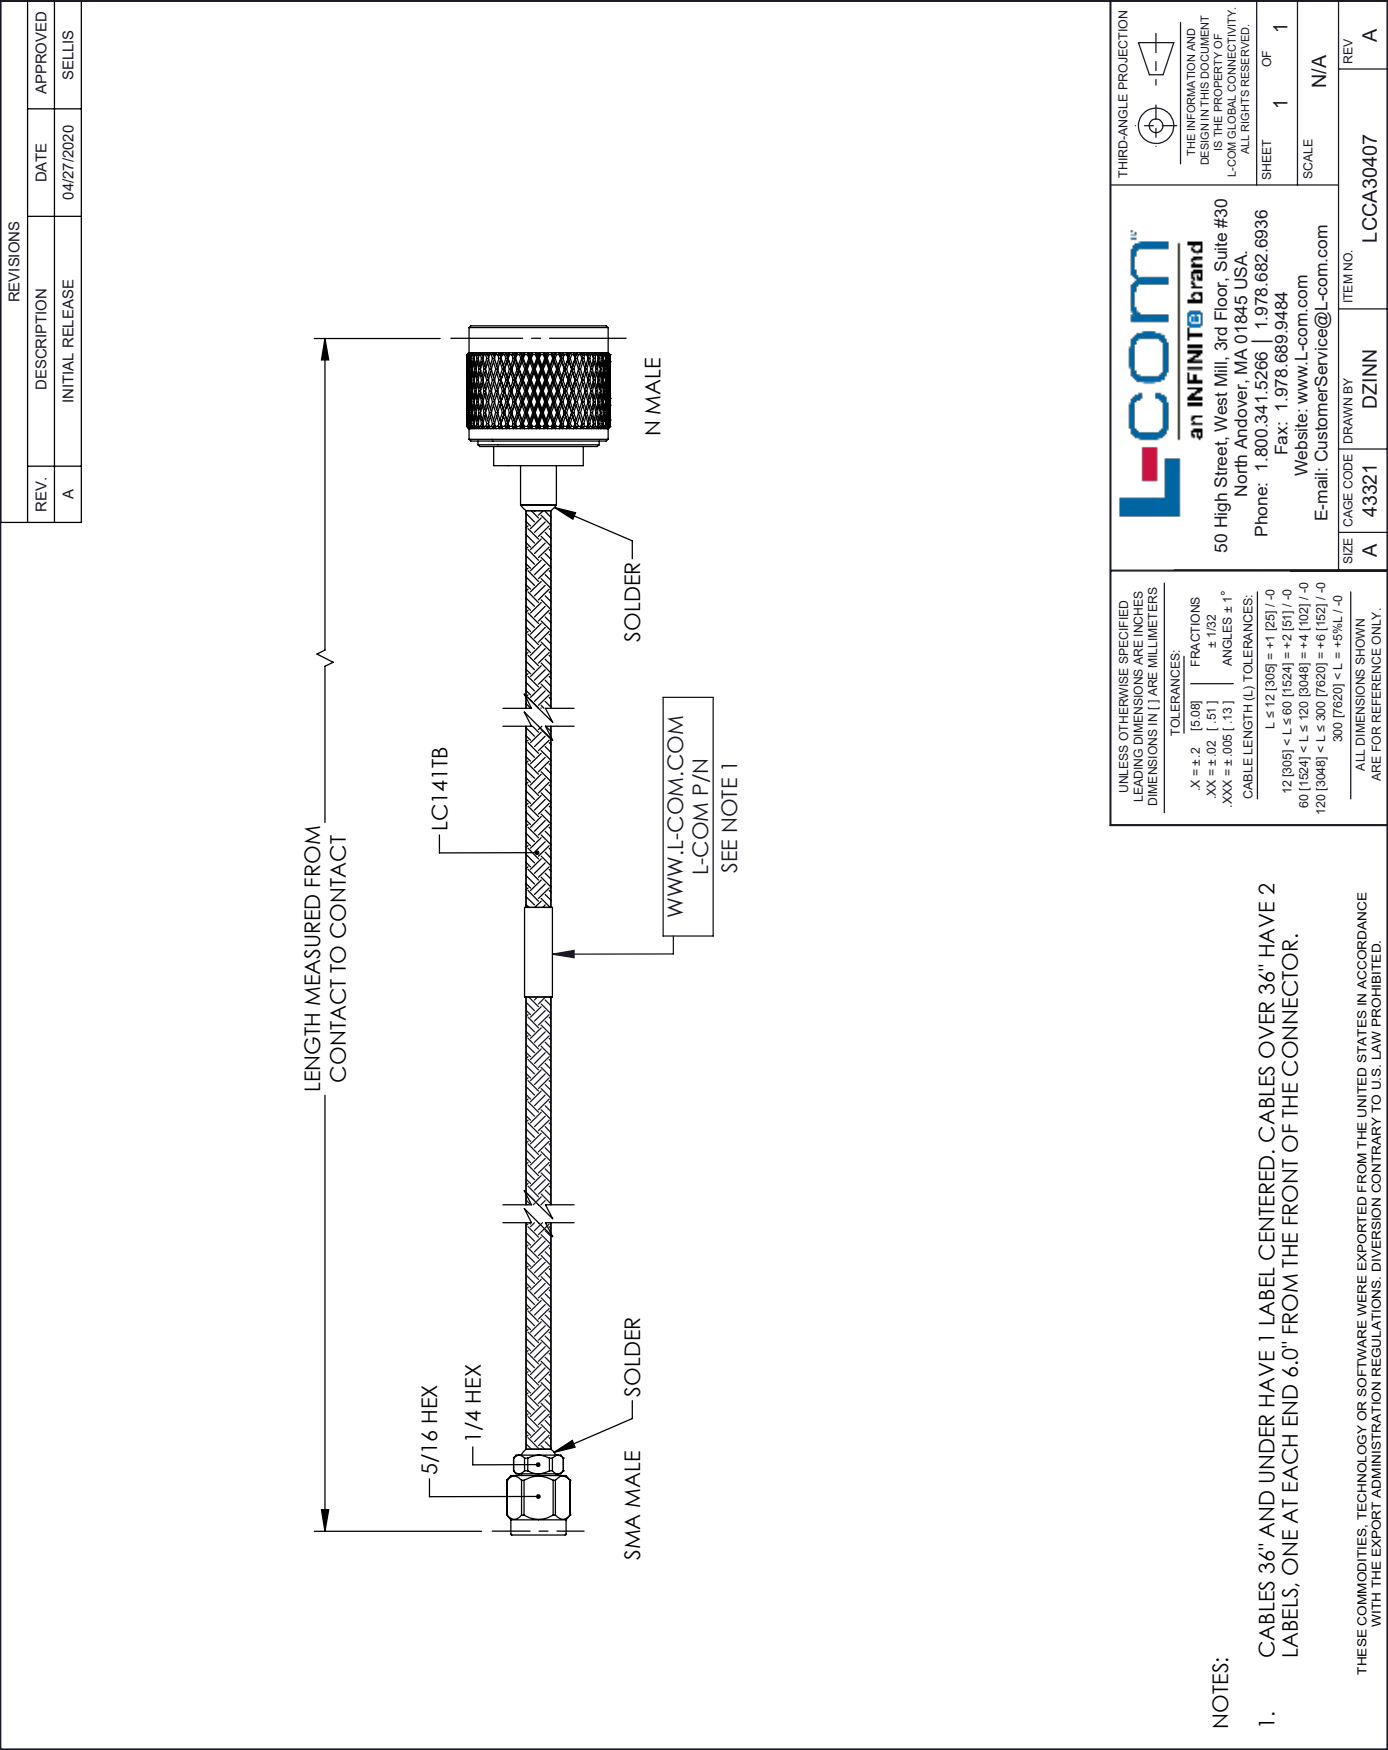 REVISIONS
REV. DESCRIPTION DATE APPROVED
A INITIAL RELEASE 04/27/2020 SELLIS
LENGTH MEASURED FROM
CONTACT TO CONTACT
5/16 HEX
1/4 HEX
LC141TB
SOLDER
SOLDER
SMA MALE
N MALE
WWW.L-COM.COM
L-COM P/N
SEE NOTE 1
NOTES:
1. CABLES 36" AND UNDER HAVE 1 LABEL CENTERED. CABLES OVER 36" HAVE 2
LABELS, ONE AT EACH END 6.0" FROM THE FRONT OF THE CONNECTOR.
THESE COMMODITIES, TECHNOLOGY OR SOFTWARE WERE EXPORTED FROM THE UNITED STATES IN ACCORDANCE
WITH THE EXPORT ADMINISTRATION REGULATIONS. DIVERSION CONTRARY TO U.S. LAW PROHIBITED.
UNLESS OTHERWISE SPECIFIED
LEADING DIMENSIONS ARE INCHES
DIMENSIONS IN [ ] ARE MILLIMETERS
TOLERANCES:
.X = ± .2 [5.08] FRACTIONS
.XX = ± .02 [ .51 ] ± 1/32
.XXX = ± .005 [ .13 ] ANGLES ± 1°
CABLE LENGTH (L) TOLERANCES:
L ≤ 12 [305] = +1 [25] / -0
12 [305] < L ≤ 60 [1524] = +2 [51] / -0
60 [1524] < L ≤ 120 [3048] = +4 [102] / -0
120 [3048] < L ≤ 300 [7620] = +6 [152] / -0
300 [7620] < L = +5%L / -0
ALL DIMENSIONS SHOWN
ARE FOR REFERENCE ONLY.
L-com
an INFINIT@ brand
50 High Street, West Mill, 3rd Floor, Suite #30
North Andover, MA 01845 USA.
Phone: 1.800.341.5266 | 1.978.682.6936
Fax: 1.978.689.9484
Website: www.L-com.com
E-mail: CustomerService@L-com.com
THIRD-ANGLE PROJECTION
THE INFORMATION AND
DESIGN IN THIS DOCUMENT
IS THE PROPERTY OF
L-COM GLOBAL CONNECTIVITY.
ALL RIGHTS RESERVED.
SHEET 1 OF 1
SCALE N/A
SIZE A
CAGE CODE 43321
DRAWN BY DZINN
ITEM NO. LCCA30407
REV A